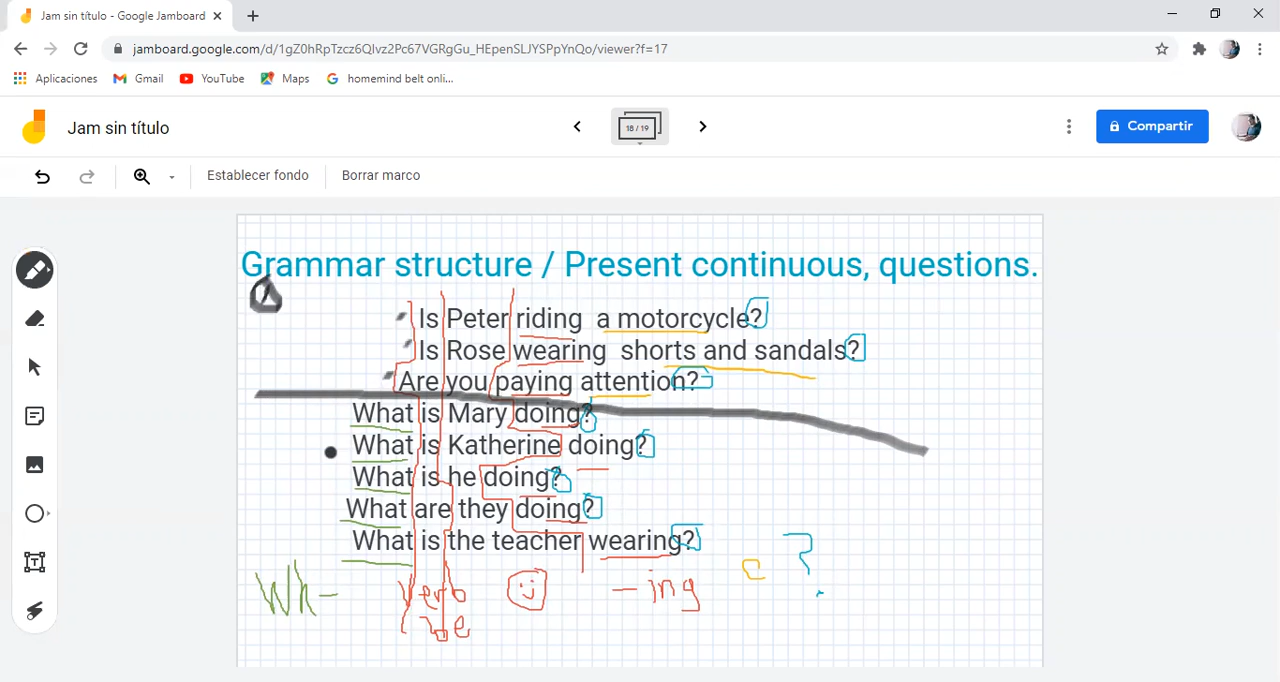 Jam sin título - Google Jamboard
jamboard.google.com/d/1gZ0hRpTzcz6QIvz2Pc67VGRgGu_HEpenSLJYSPpYnQo/viewer?f=17
Aplicaciones Gmail YouTube Maps homemind belt onli...
Jam sin título
18 / 19
Compartir
Establecer fondo Borrar marco
Grammar structure / Present continuous, questions.
Is Peter riding a motorcycle?
Is Rose wearing shorts and sandals?
Are you paying attention?
What is Mary doing?
What is Katherine doing?
What is he doing?
What are they doing?
What is the teacher wearing?
Wh- verb -ing c ?